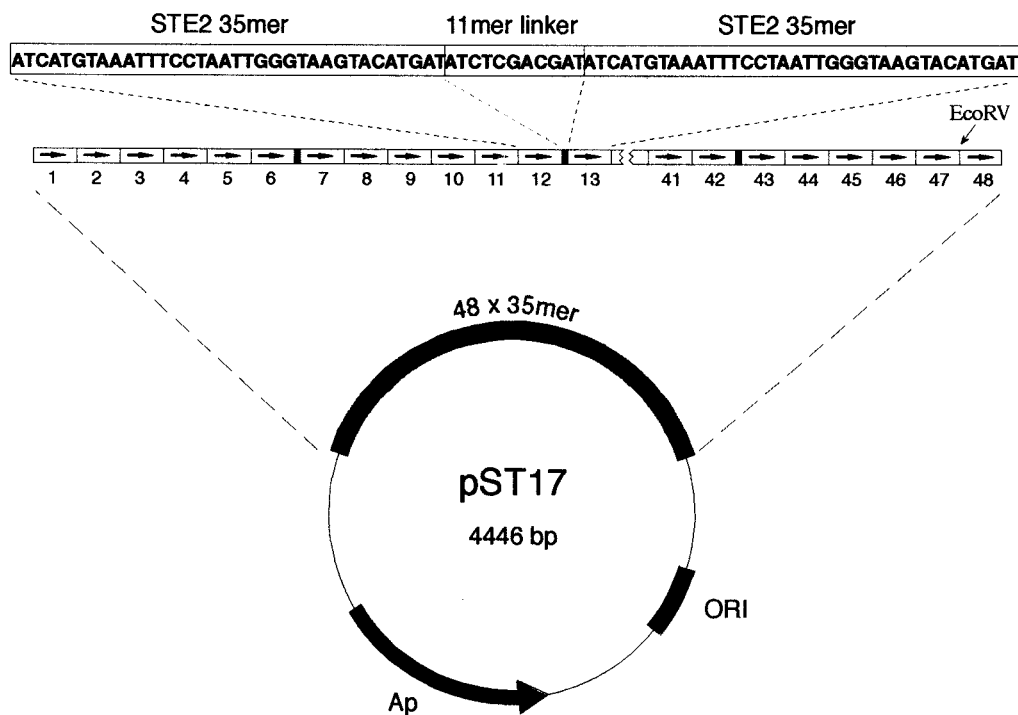 STE2 35mer 11mer linker STE2 35mer
ATCATGTAAATTTCCTAATTGGGTAAGTACATGATATCTCGACGATATCATGTAAATTTCCTAATTGGGTAAGTACATGAT
EcoRV
1 2 3 4 5 6 7 8 9 10 11 12 13 41 42 43 44 45 46 47 48
48 x 35mer
pST17
4446 bp
ORI
Ap